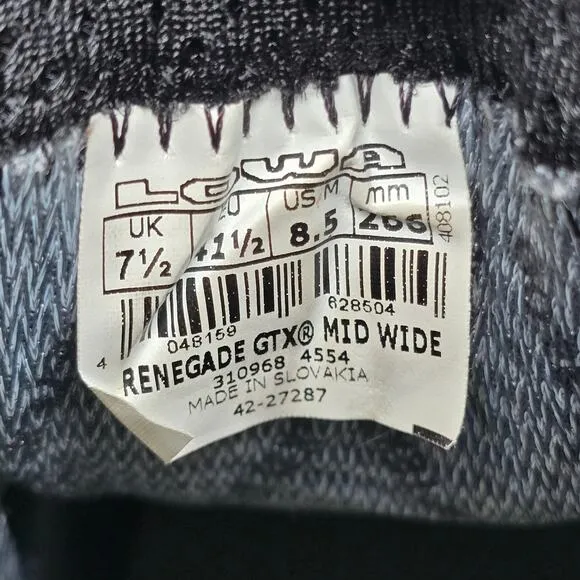 LOWA
UK US M mm
7½ 41½ 8.5 266
408102
4 048159 628504
RENEGADE GTX® MID WIDE
310968 4554
MADE IN SLOVAKIA
42-27287